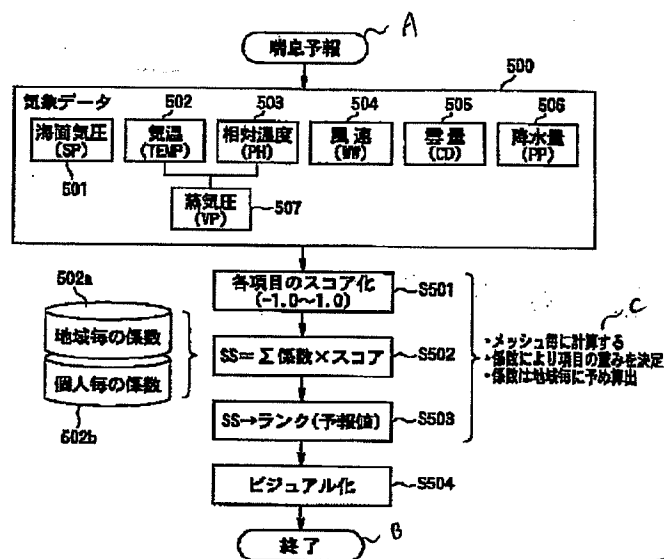 喘息予報
A
500
気象データ
502
503
504
505
506
海面気圧
(SP)
気温
(TEMP)
相対湿度
(PH)
風速
(WW)
雲量
(CD)
降水量
(PP)
501
蒸気圧
(VP)
507
502a
地域毎の係数
個人毎の係数
502b
各項目のスコア化
(-1.0~1.0)
S501
SS=Σ係数×スコア
S502
SS→ランク(予報値)
S503
C
・メッシュ毎に計算する
・係数により項目の重みを決定
・係数は地域毎に予め算出
ビジュアル化
S504
終了
B